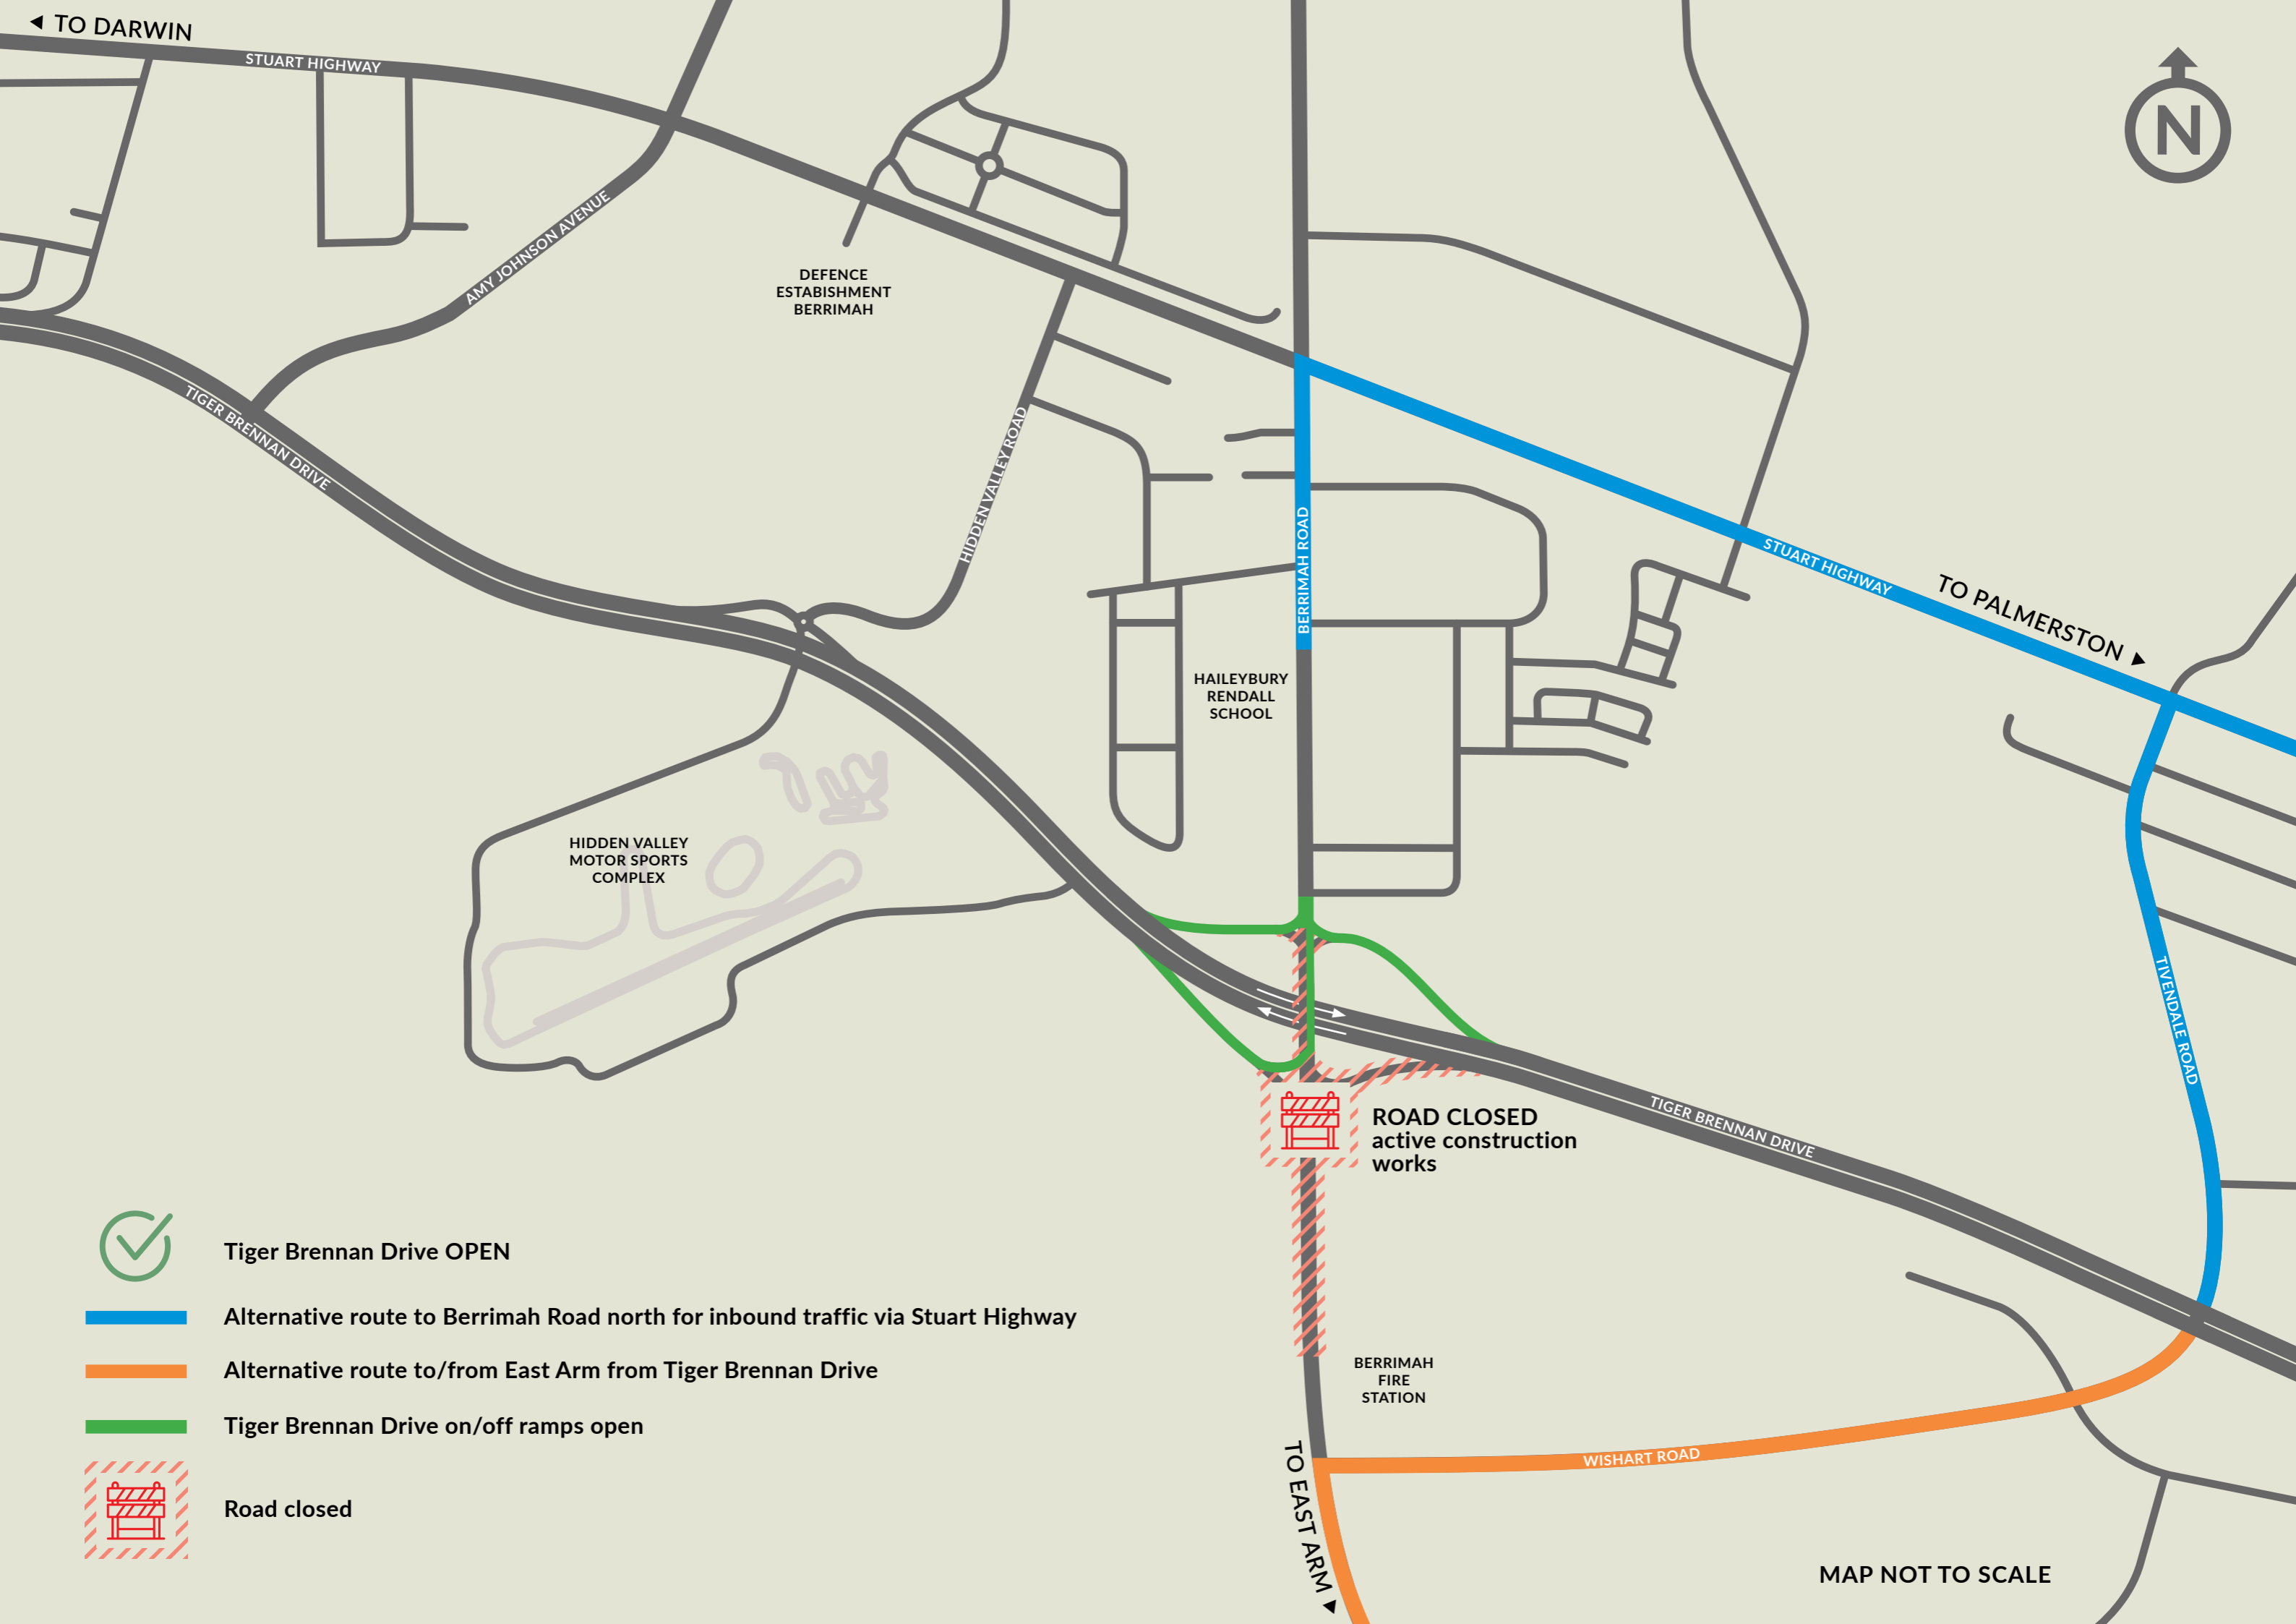 TO DARWIN
STUART HIGHWAY
N
AMY JOHNSON AVENUE
DEFENCE
ESTABISHMENT
BERRIMAH
TIGER BRENNAN DRIVE
HIDDEN VALLEY ROAD
BERRIMAH ROAD
STUART HIGHWAY
TO PALMERSTON
HAILEYBURY
RENDALL
SCHOOL
HIDDEN VALLEY
MOTOR SPORTS
COMPLEX
TIVENDALE ROAD
ROAD CLOSED
active construction
works
TIGER BRENNAN DRIVE
Tiger Brennan Drive OPEN
Alternative route to Berrimah Road north for inbound traffic via Stuart Highway
Alternative route to/from East Arm from Tiger Brennan Drive
Tiger Brennan Drive on/off ramps open
Road closed
BERRIMAH
FIRE
STATION
WISHART ROAD
TO EAST ARM
MAP NOT TO SCALE